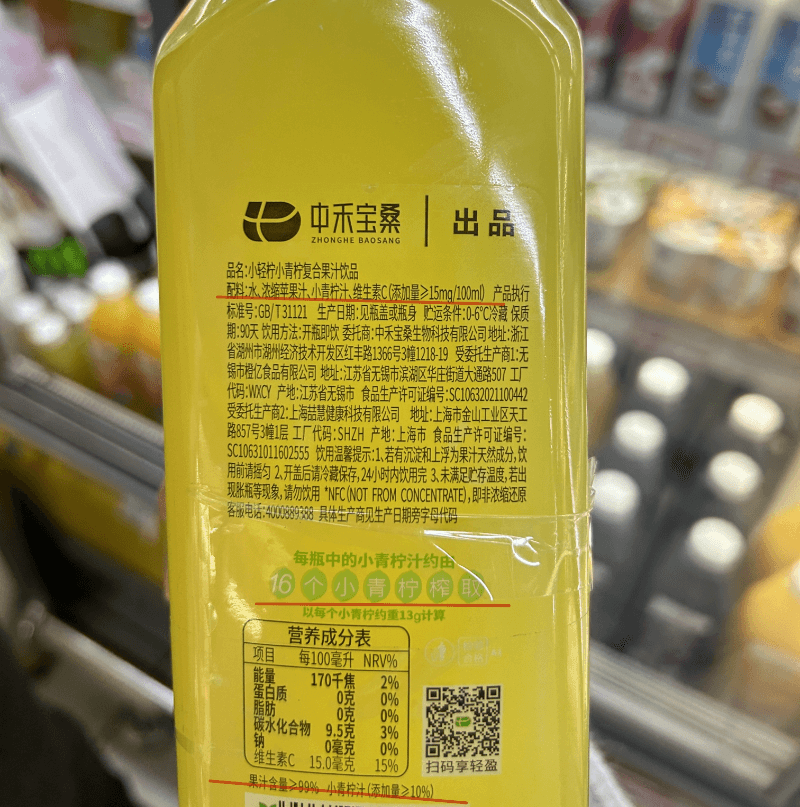 中禾宝桑 出品
ZHONGHE BAOSANG
品名:小轻柠小青柠复合果汁饮品
配料:水、浓缩苹果汁、小青柠汁、维生素C(添加量≥15mg/100ml) 产品执行
标准号:GB/T31121 生产日期:见瓶盖或瓶身 贮运条件:0-6℃冷藏 保质
期:90天 饮用方法:开瓶即饮 委托商:中禾宝桑生物科技有限公司 地址:浙江
省湖州市湖州经济技术开发区红丰路1366号3幢1218-19 受委托生产商1:无
锡市橙亿食品有限公司 地址:江苏省无锡市滨湖区华庄街道大通路507 工厂
代码:WXCY 产地:江苏省无锡市 食品生产许可证编号:SC10632021100442
受委托生产商2:上海喆慧健康科技有限公司 地址:上海市金山工业区天工
路857号3幢1层 工厂代码:SHZH 产地:上海市 食品生产许可证编号:
SC10631011602555 饮用温馨提示:1.若有沉淀和上浮为果汁天然成分,饮
用前请摇匀 2.开盖后请冷藏保存,24小时内饮用完 3.未满足贮存温度,若出
现胀瓶等现象,请勿饮用 *NFC(NOT FROM CONCENTRATE),即非浓缩还原
客服电话:4000889388 具体生产商见生产日期旁字母代码
每瓶中的小青柠汁约由
16个小青柠榨取
以每个小青柠约重13g计算
营养成分表
项目 每100毫升 NRV%
能量 170千焦 2%
蛋白质 0克 0%
脂肪 0克 0%
碳水化合物 9.5克 3%
钠 0毫克 0%
维生素C 15.0毫克 15%
扫码享轻盈
果汁含量≥99% 小青柠汁(添加量≥10%)